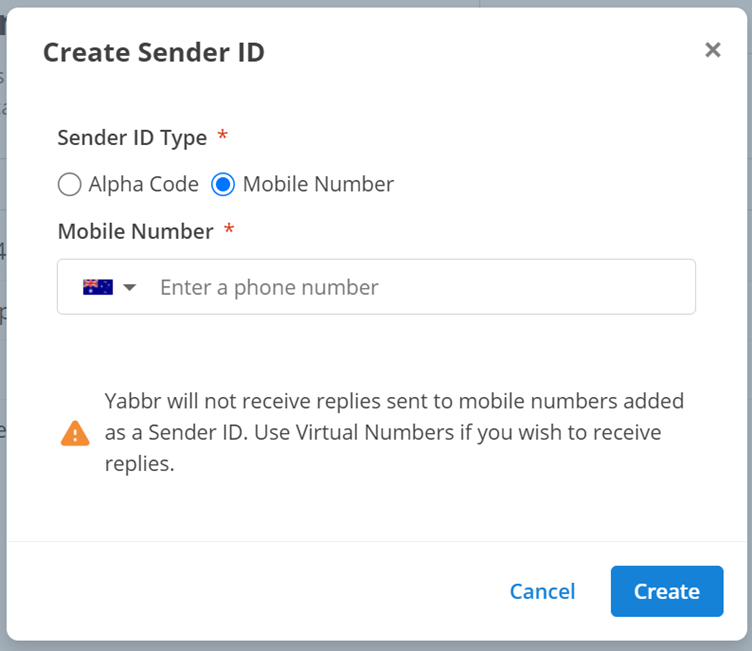 Create Sender ID
Sender ID Type *
Alpha Code Mobile Number
Mobile Number *
Enter a phone number
Yabbr will not receive replies sent to mobile numbers added
as a Sender ID. Use Virtual Numbers if you wish to receive
replies.
Cancel Create